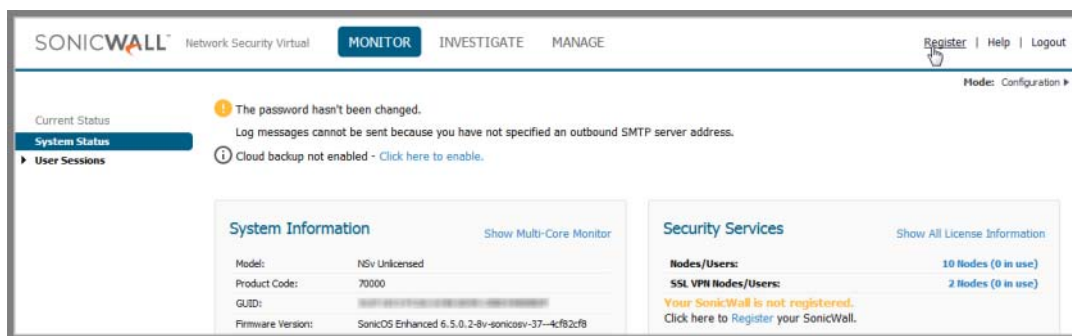 SONICWALL Network Security Virtual MONITOR INVESTIGATE MANAGE Register | Help | Logout
Mode: Configuration
Current Status
System Status
User Sessions
The password hasn't been changed.
Log messages cannot be sent because you have not specified an outbound SMTP server address.
Cloud backup not enabled - Click here to enable.
System Information Show Multi-Core Monitor
Model: NSv Unlicensed
Product Code: 70000
GUID:
Firmware Version: SonicOS Enhanced 6.5.0.2-8v-sonicosv-37--4cf82cf8
Security Services Show All License Information
Nodes/Users: 10 Nodes (0 in use)
SSL VPN Nodes/Users: 2 Nodes (0 in use)
Your SonicWall is not registered.
Click here to Register your SonicWall.